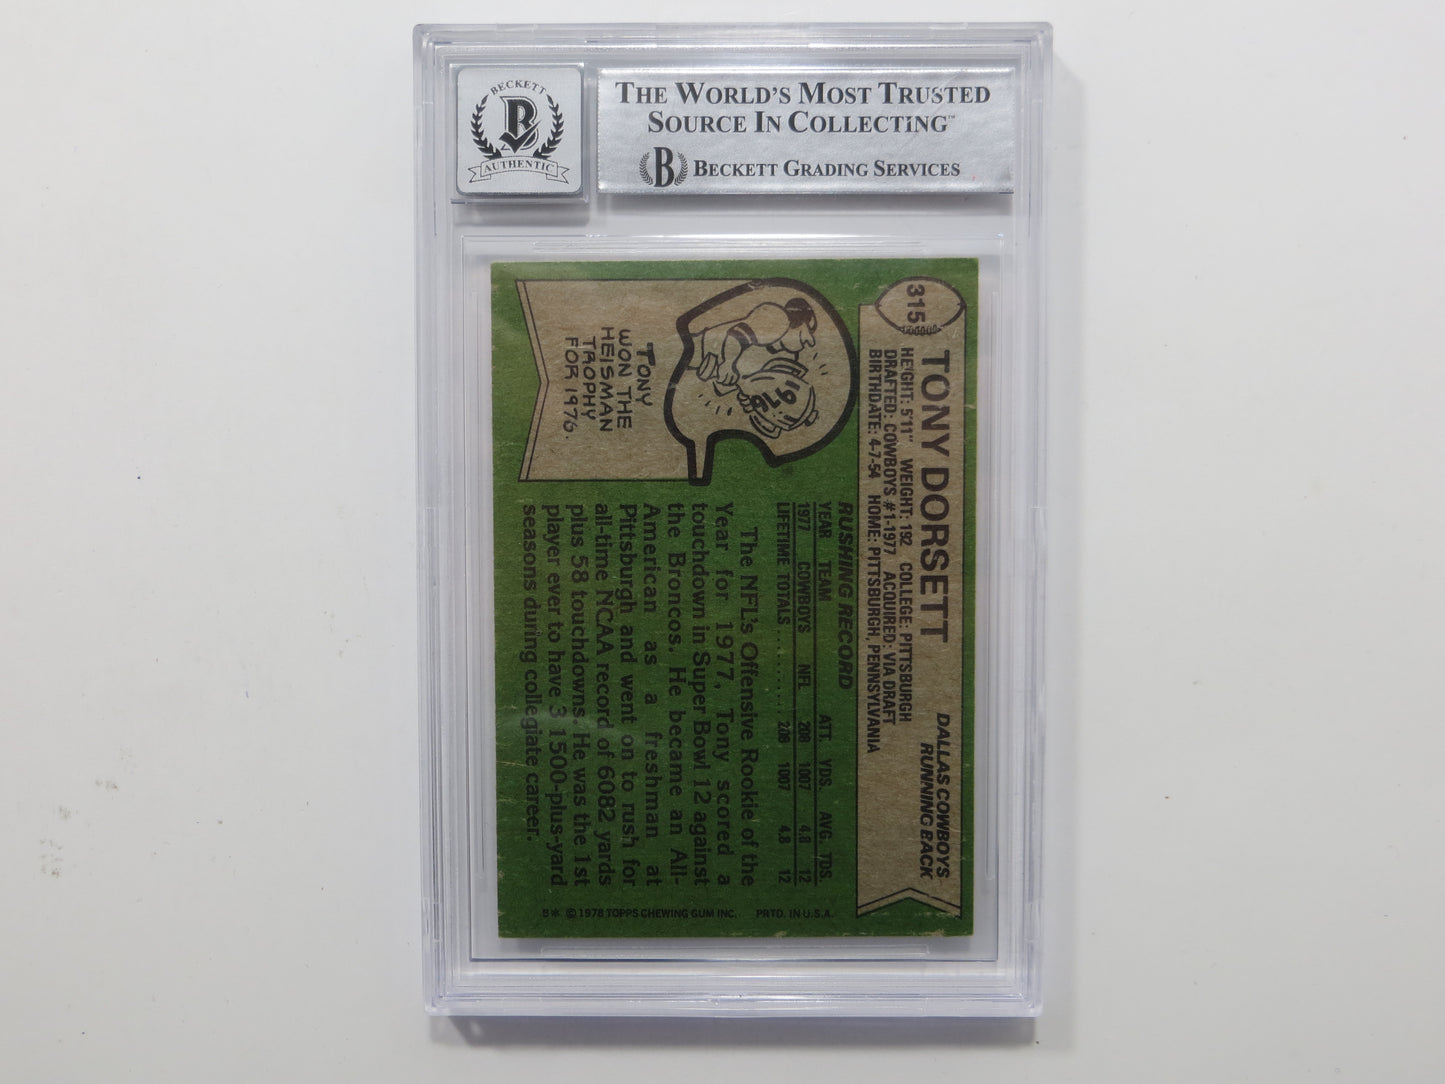 BECKETT
B
AUTHENTIC
THE WORLD'S MOST TRUSTED
SOURCE IN COLLECTING™
B BECKETT GRADING SERVICES
315
TONY DORSETT
DALLAS COWBOYS
RUNNING BACK
HEIGHT: 5'11" WEIGHT: 192 COLLEGE: PITTSBURGH
DRAFTED: COWBOYS #1-1977 ACQUIRED: VIA DRAFT
BIRTHDATE: 4-7-54 HOME: PITTSBURGH, PENNSYLVANIA
1976
TONY
WON THE
HEISMAN
TROPHY
FOR 1976.
RUSHING RECORD
YEAR TEAM ATT. YDS. AVG. TDS.
1977 COWBOYS NFL 208 1007 4.8 12
LIFETIME TOTALS ........ 208 1007 4.8 12
The NFL's Offensive Rookie of the
Year for 1977, Tony scored a
touchdown in Super Bowl 12 against
the Broncos. He became an All-
American as a freshman at
Pittsburgh and went on to rush for
all-time NCAA record of 6082 yards
plus 58 touchdowns. He was the 1st
player ever to have 3 1500-plus-yard
seasons during collegiate career.
B* © 1978 TOPPS CHEWING GUM INC. PRTD. IN U.S.A.